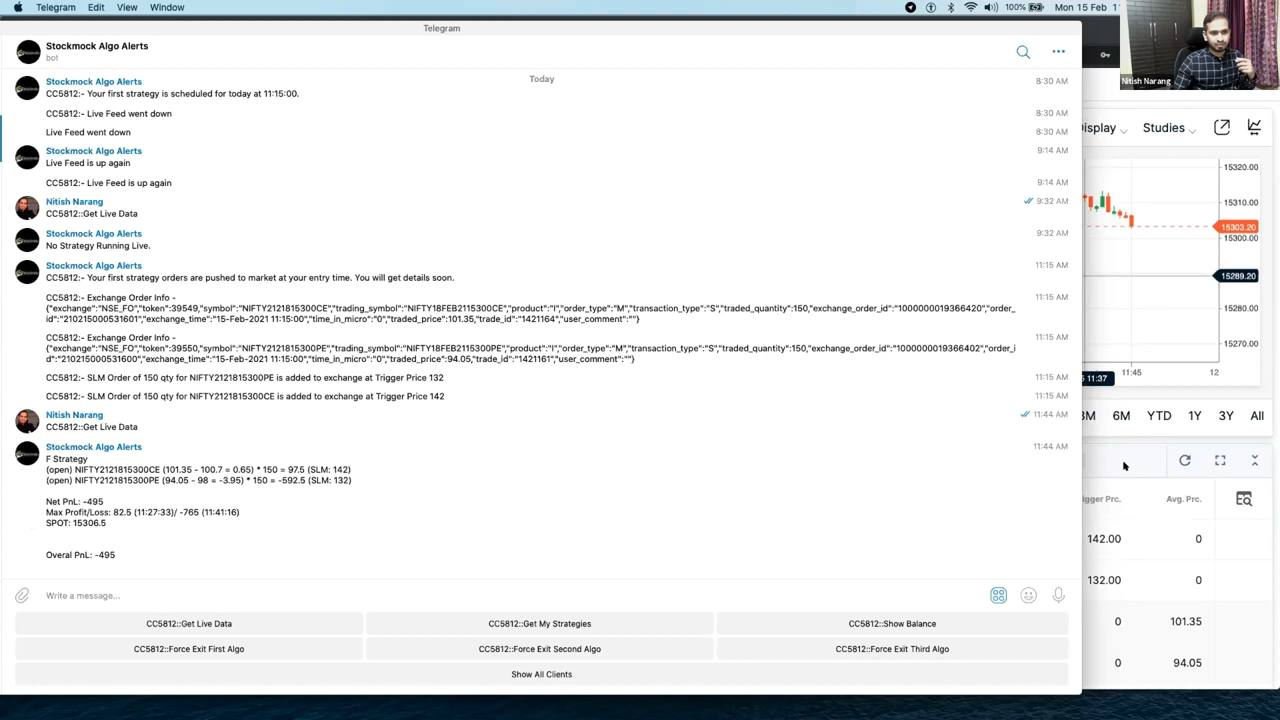 Telegram Edit View Window
100% Mon 15 Feb 1
Telegram
Nitish Narang
Stockmock Algo Alerts
bot
Today
Stockmock Algo Alerts 8:30 AM
CC5812:- Your first strategy is scheduled for today at 11:15:00.
CC5812:- Live Feed went down 8:30 AM
Live Feed went down 8:30 AM
Stockmock Algo Alerts 9:14 AM
Live Feed is up again
CC5812:- Live Feed is up again 9:14 AM
Nitish Narang 9:32 AM
CC5812::Get Live Data
Stockmock Algo Alerts 9:32 AM
No Strategy Running Live.
Stockmock Algo Alerts 11:15 AM
CC5812:- Your first strategy orders are pushed to market at your entry time. You will get details soon.
CC5812:- Exchange Order Info - 11:15 AM
{"exchange":"NSE_FO","token":39549,"symbol":"NIFTY2121815300CE","trading_symbol":"NIFTY18FEB2115300CE","product":"I","order_type":"M","transaction_type":"S","traded_quantity":150,"exchange_order_id":"1000000019366420","order_
id":"210215000531601","exchange_time":"15-Feb-2021 11:15:00","time_in_micro":"0","traded_price":101.35,"trade_id":"1421164","user_comment":""}
CC5812:- Exchange Order Info - 11:15 AM
{"exchange":"NSE_FO","token":39550,"symbol":"NIFTY2121815300PE","trading_symbol":"NIFTY18FEB2115300PE","product":"I","order_type":"M","transaction_type":"S","traded_quantity":150,"exchange_order_id":"1000000019366402","order_i
d":"210215000531600","exchange_time":"15-Feb-2021 11:15:00","time_in_micro":"0","traded_price":94.05,"trade_id":"1421161","user_comment":""}
CC5812:- SLM Order of 150 qty for NIFTY2121815300PE is added to exchange at Trigger Price 132 11:15 AM
CC5812:- SLM Order of 150 qty for NIFTY2121815300CE is added to exchange at Trigger Price 142 11:15 AM
Nitish Narang 11:44 AM
CC5812::Get Live Data
Stockmock Algo Alerts 11:44 AM
F Strategy
(open) NIFTY2121815300CE (101.35 - 100.7 = 0.65) * 150 = 97.5 (SLM: 142)
(open) NIFTY2121815300PE (94.05 - 98 = -3.95) * 150 = -592.5 (SLM: 132)
Net PnL: -495
Max Profit/Loss: 82.5 (11:27:33)/ -765 (11:41:16)
SPOT: 15306.5
Overal PnL: -495
Write a message...
CC5812::Get Live Data CC5812::Get My Strategies CC5812::Show Balance
CC5812::Force Exit First Algo CC5812::Force Exit Second Algo CC5812::Force Exit Third Algo
Show All Clients
Display Studies
15320.00
15310.00
15303.20
15300.00
15289.20
15280.00
15270.00
11:37 11:45 12
3M 6M YTD 1Y 3Y All
igger Prc. Avg. Prc.
142.00 0
132.00 0
0 101.35
0 94.05